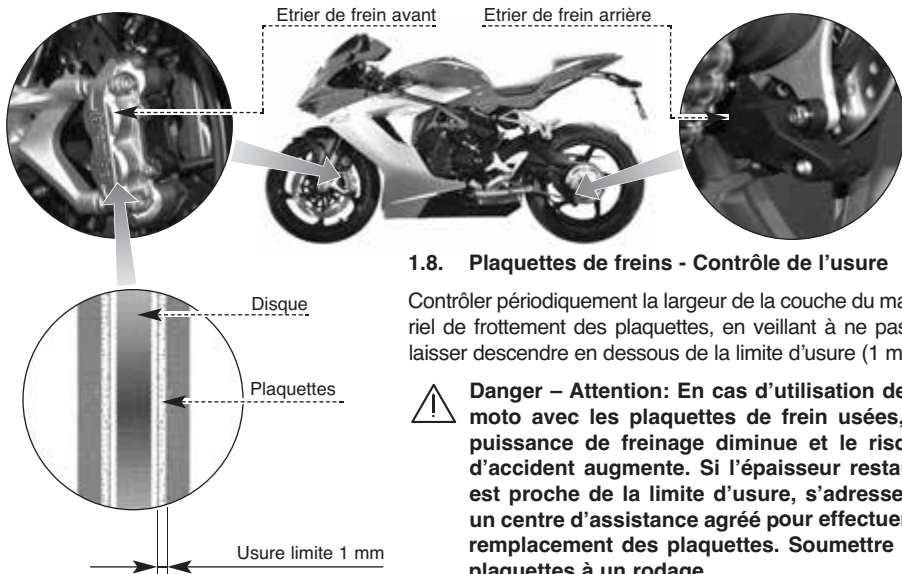 Etrier de frein avant
Etrier de frein arrière
1.8. Plaquettes de freins - Contrôle de l’usure
Contrôler périodiquement la largeur de la couche du ma
riel de frottement des plaquettes, en veillant à ne pas
laisser descendre en dessous de la limite d’usure (1 m
Danger – Attention: En cas d’utilisation de
moto avec les plaquettes de frein usées,
puissance de freinage diminue et le risq
d’accident augmente. Si l’épaisseur restar
est proche de la limite d’usure, s’adresse
un centre d’assistance agréé pour effectuer
remplacement des plaquettes. Soumettre
plaquettes à un rodage.
Disque
Plaquettes
Usure limite 1 mm